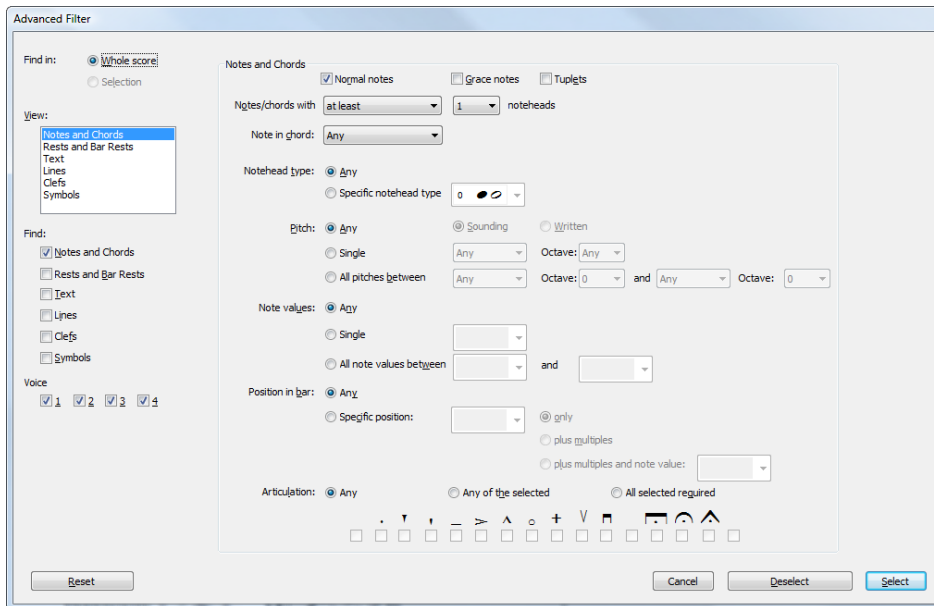 Advanced Filter
Find in: Whole score
Selection
View:
Notes and Chords
Rests and Bar Rests
Text
Lines
Clefs
Symbols
Find:
Notes and Chords
Rests and Bar Rests
Text
Lines
Clefs
Symbols
Voice
1 2 3 4
Notes and Chords
Normal notes Grace notes Tuplets
Notes/chords with at least 1 noteheads
Note in chord: Any
Notehead type: Any
Specific notehead type 0
Pitch: Any Sounding Written
Single Any Octave: Any
All pitches between Any Octave: 0 and Any Octave: 0
Note values: Any
Single
All note values between and
Position in bar: Any
Specific position: only
plus multiples
plus multiples and note value:
Articulation: Any Any of the selected All selected required
Reset Cancel Deselect Select